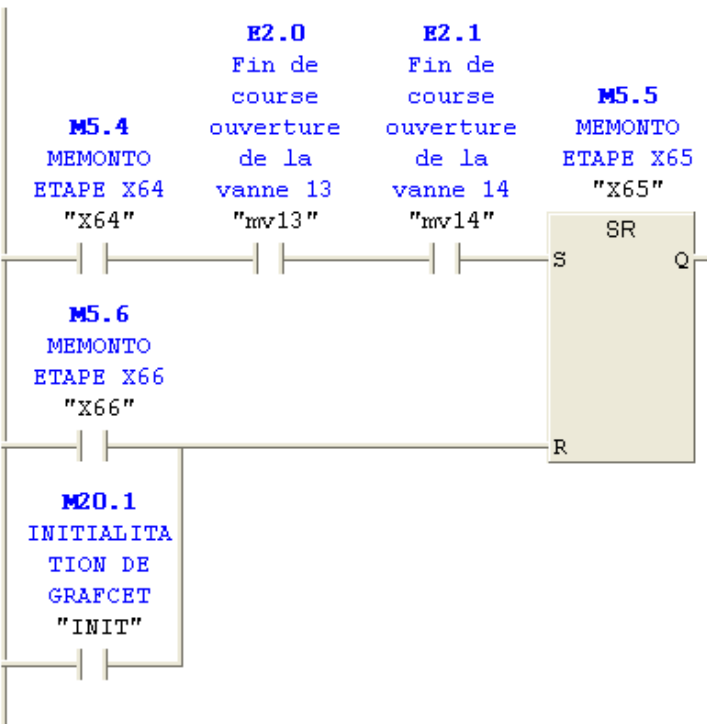 E2.0
Fin de
course
ouverture
de la
vanne 13
"mv13"
E2.1
Fin de
course
ouverture
de la
vanne 14
"mv14"
M5.4
MEMONTO
ETAPE X64
"X64"
M5.5
MEMONTO
ETAPE X65
"X65"
SR
S
Q
M5.6
MEMONTO
ETAPE X66
"X66"
R
M20.1
INITIALITA
TION DE
GRAFCET
"INIT"